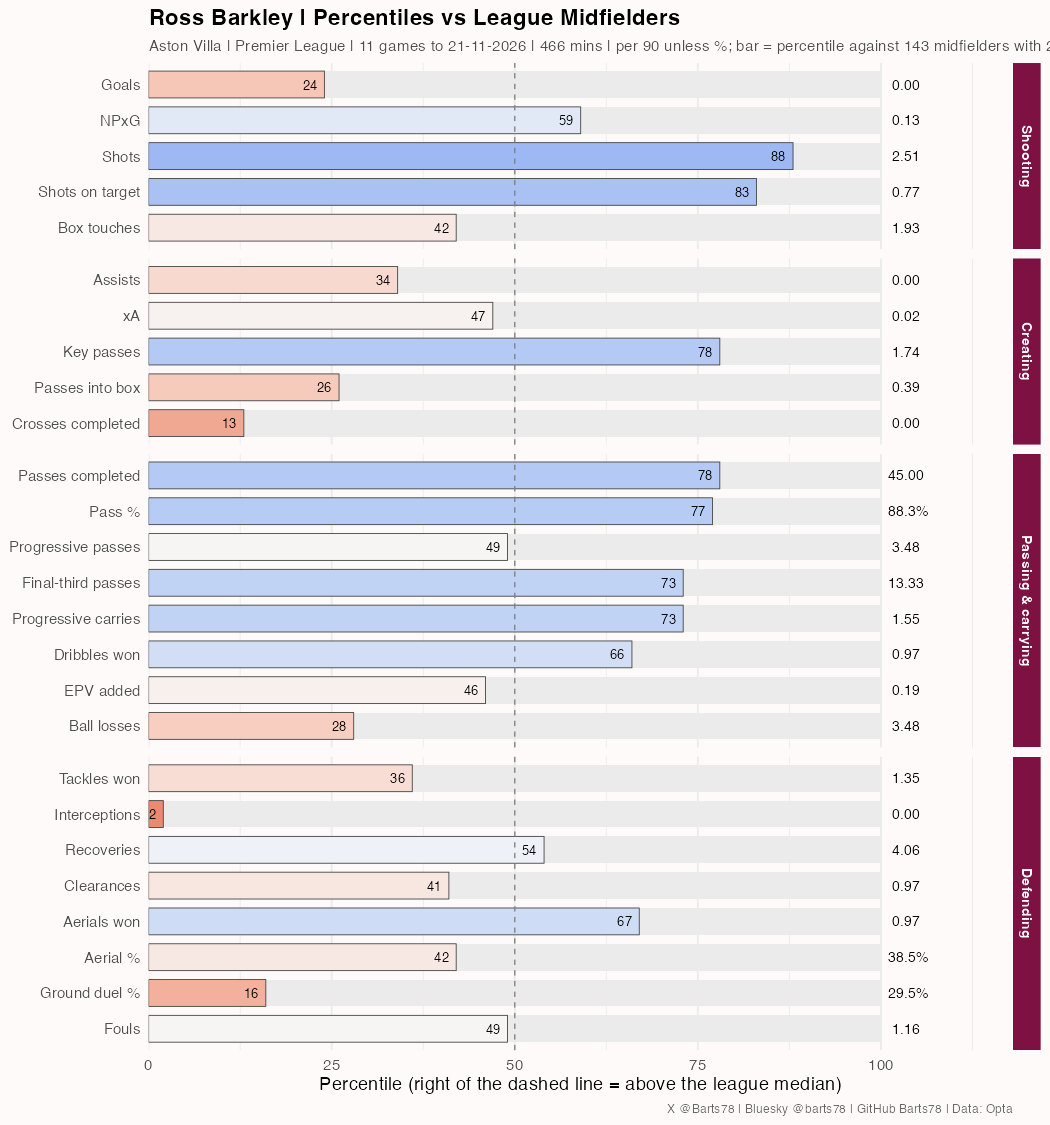 Ross Barkley | Percentiles vs League Midfielders
Aston Villa | Premier League | 11 games to 21-11-2026 | 466 mins | per 90 unless %; bar = percentile against 143 midfielders with
Goals 24 0.00
NPxG 59 0.13
Shots 88 2.51
Shots on target 83 0.77
Box touches 42 1.93
Shooting
Assists 34 0.00
xA 47 0.02
Key passes 78 1.74
Passes into box 26 0.39
Crosses completed 13 0.00
Creating
Passes completed 78 45.00
Pass % 77 88.3%
Progressive passes 49 3.48
Final-third passes 73 13.33
Progressive carries 73 1.55
Dribbles won 66 0.97
EPV added 46 0.19
Ball losses 28 3.48
Passing & carrying
Tackles won 36 1.35
Interceptions 2 0.00
Recoveries 54 4.06
Clearances 41 0.97
Aerials won 67 0.97
Aerial % 42 38.5%
Ground duel % 16 29.5%
Fouls 49 1.16
Defending
0 25 50 75 100
Percentile (right of the dashed line = above the league median)
X @Barts78 | Bluesky @barts78 | GitHub Barts78 | Data: Opta